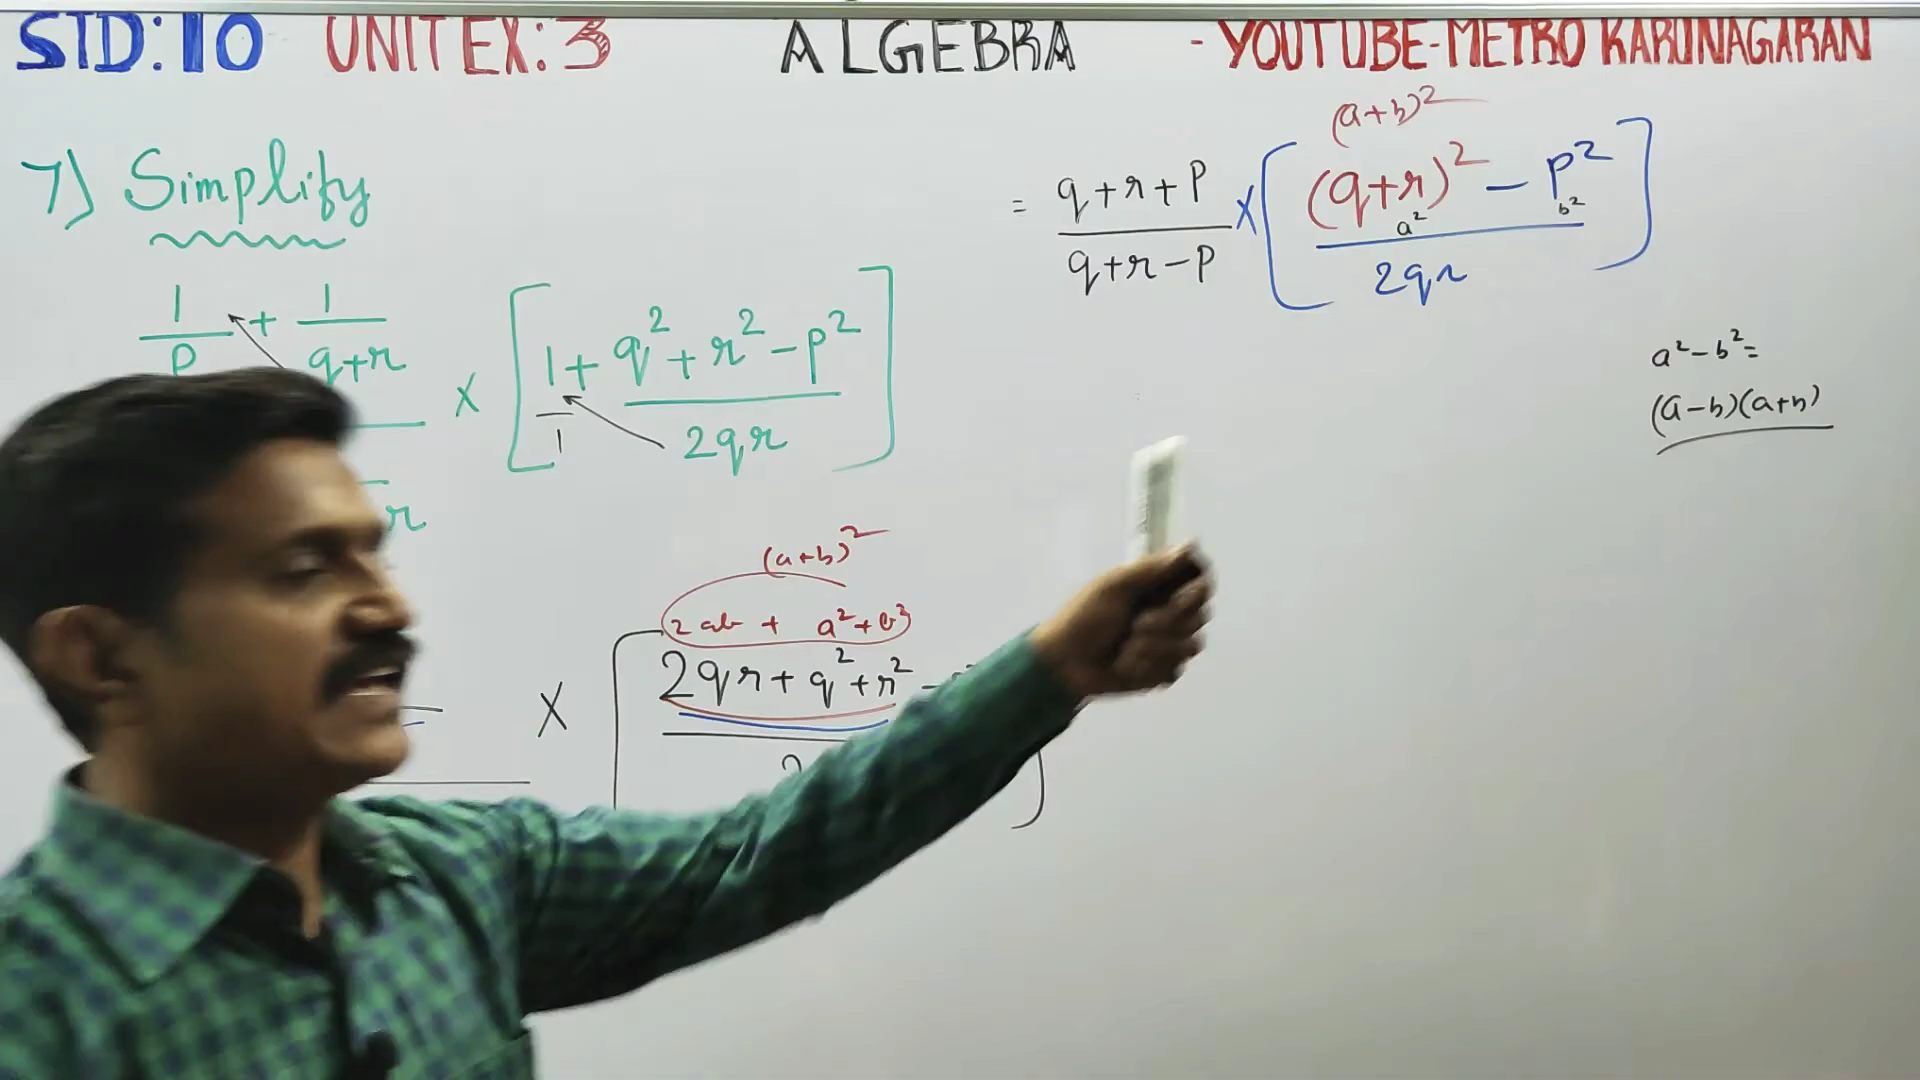 STD:10 UNIT EX:3 ALGEBRA - YOUTUBE-METRO KARUNAGARAN
7) Simplify
1/p + 1/(q+r)
× [1/1 + (q²+r²-p²)/2qr]
r
(a+b)²
2ab + a²+b²
× 2qr+q²+r² -
= (q+r+p)/(q+r-p) × [((q+r)² - p²)/2qr]
(a+b)²
a² b²
a²-b²=
(a-b)(a+b)